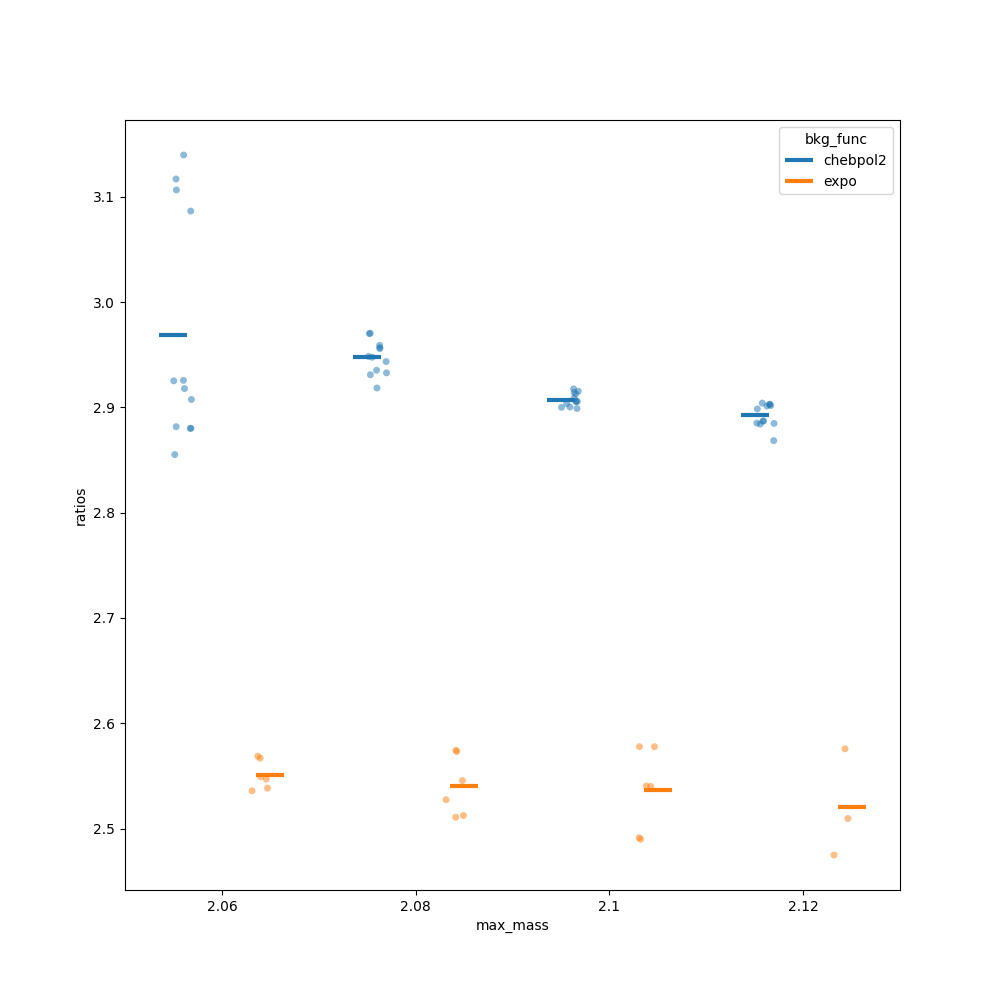 bkg_func
chebpol2
expo
3.1
3.0
2.9
2.8
2.7
2.6
2.5
ratios
2.06
2.08
2.1
2.12
max_mass